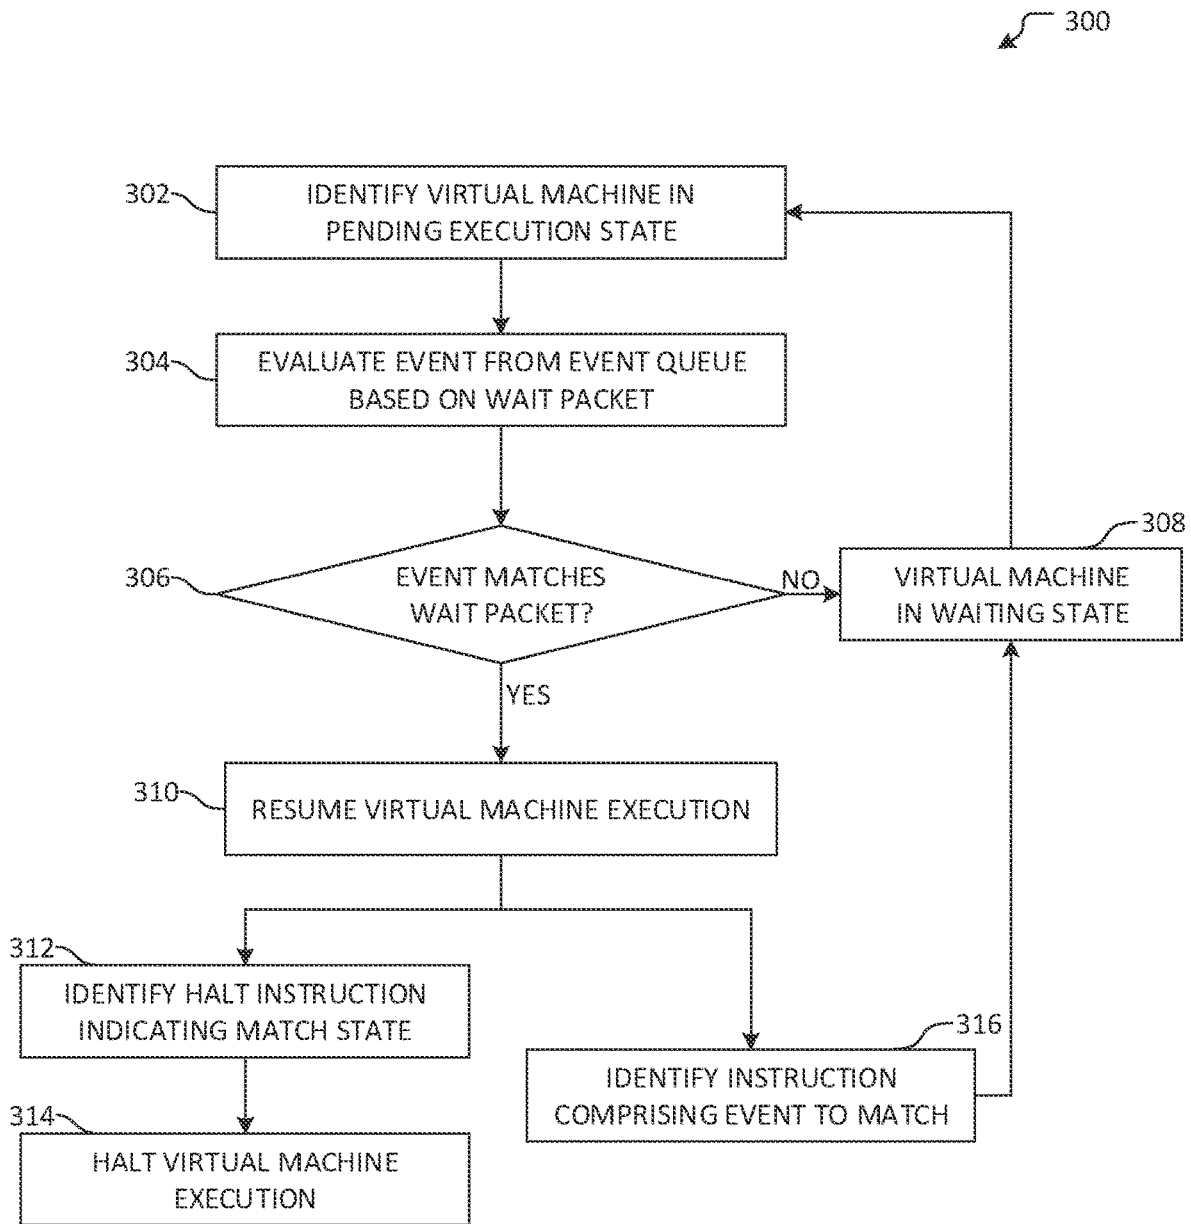 300
302
IDENTIFY VIRTUAL MACHINE IN
PENDING EXECUTION STATE
304
EVALUATE EVENT FROM EVENT QUEUE
BASED ON WAIT PACKET
306
EVENT MATCHES
WAIT PACKET?
NO
308
VIRTUAL MACHINE
IN WAITING STATE
YES
310
RESUME VIRTUAL MACHINE EXECUTION
312
IDENTIFY HALT INSTRUCTION
INDICATING MATCH STATE
316
IDENTIFY INSTRUCTION
COMPRISING EVENT TO MATCH
314
HALT VIRTUAL MACHINE
EXECUTION